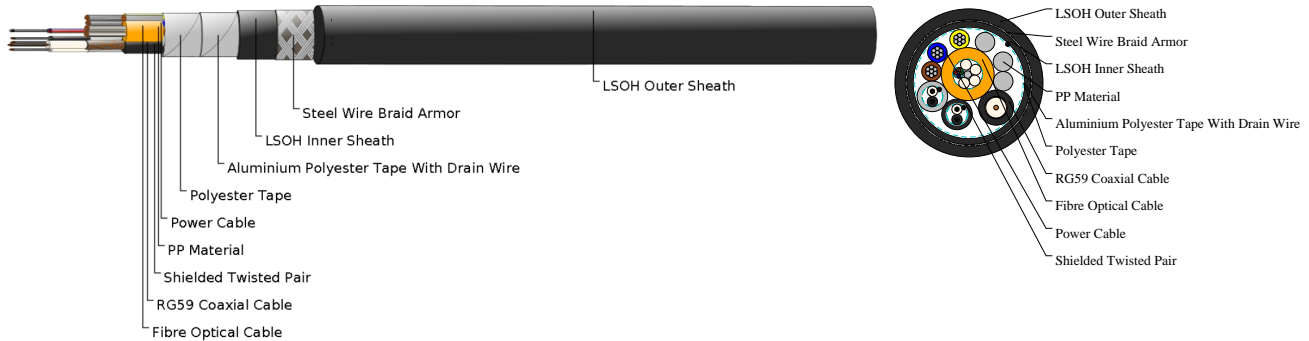 LSOH Outer Sheath
Steel Wire Braid Armor
LSOH Inner Sheath
Aluminium Polyester Tape With Drain Wire
Polyester Tape
Power Cable
PP Material
Shielded Twisted Pair
RG59 Coaxial Cable
Fibre Optical Cable
LSOH Outer Sheath
Steel Wire Braid Armor
LSOH Inner Sheath
PP Material
Aluminium Polyester Tape With Drain Wire
Polyester Tape
RG59 Coaxial Cable
Fibre Optical Cable
Power Cable
Shielded Twisted Pair